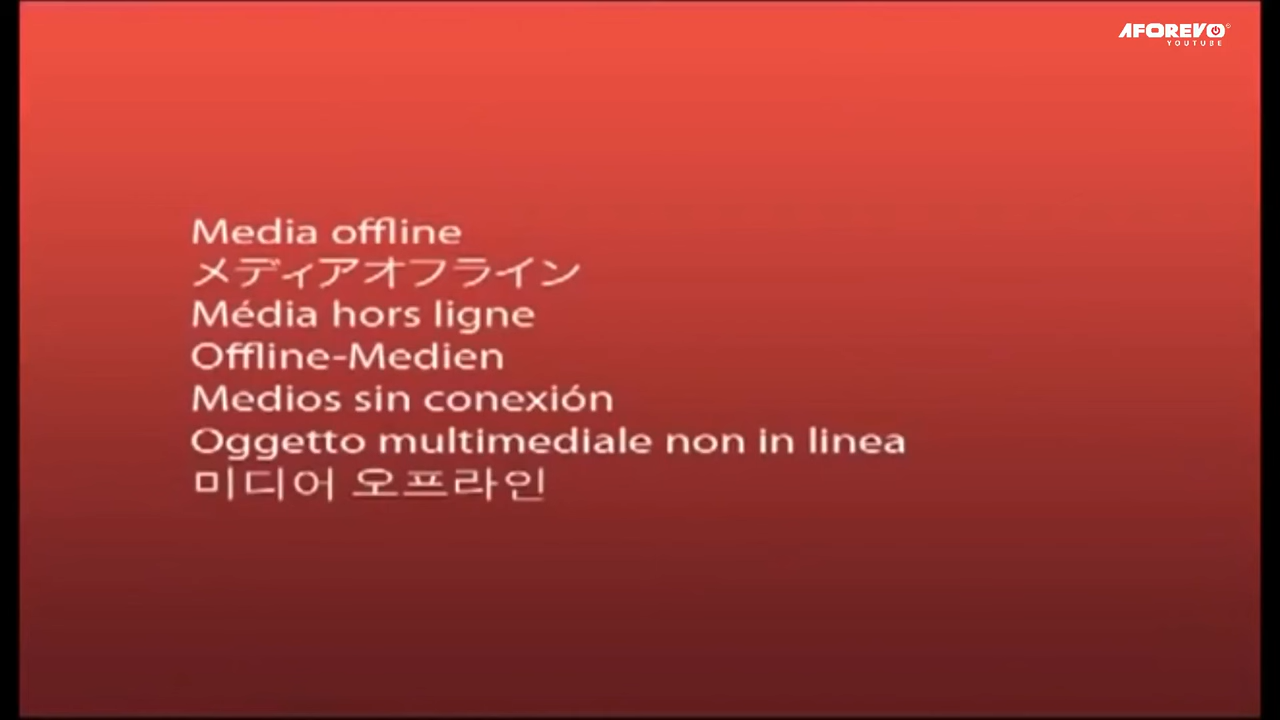 AFOREVO
YOUTUBE
Media offline
メディアオフライン
Média hors ligne
Offline-Medien
Medios sin conexión
Oggetto multimediale non in linea
미디어 오프라인